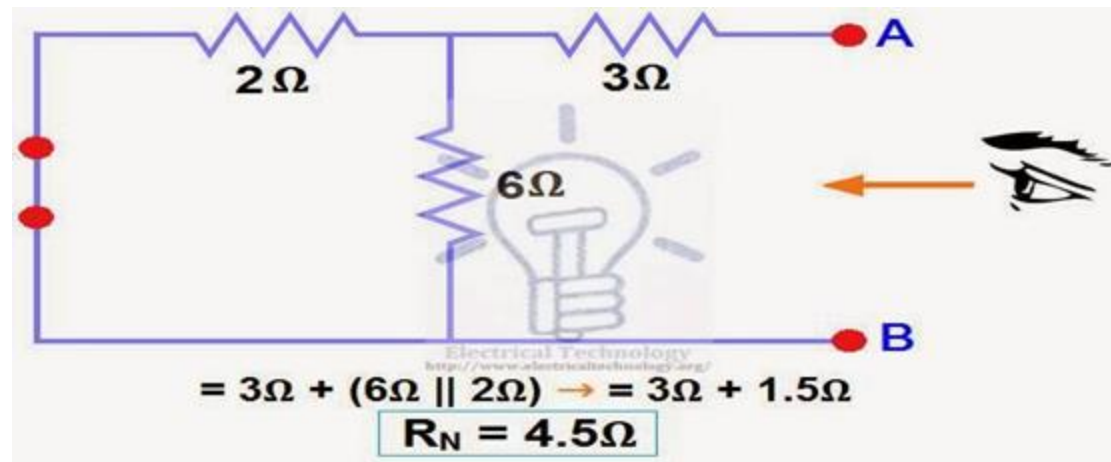 A
2Ω
3Ω
6Ω
B
Electrical Technology
http://www.electricaltechnology.org/
= 3Ω + (6Ω || 2Ω) → = 3Ω + 1.5Ω
R_N = 4.5Ω